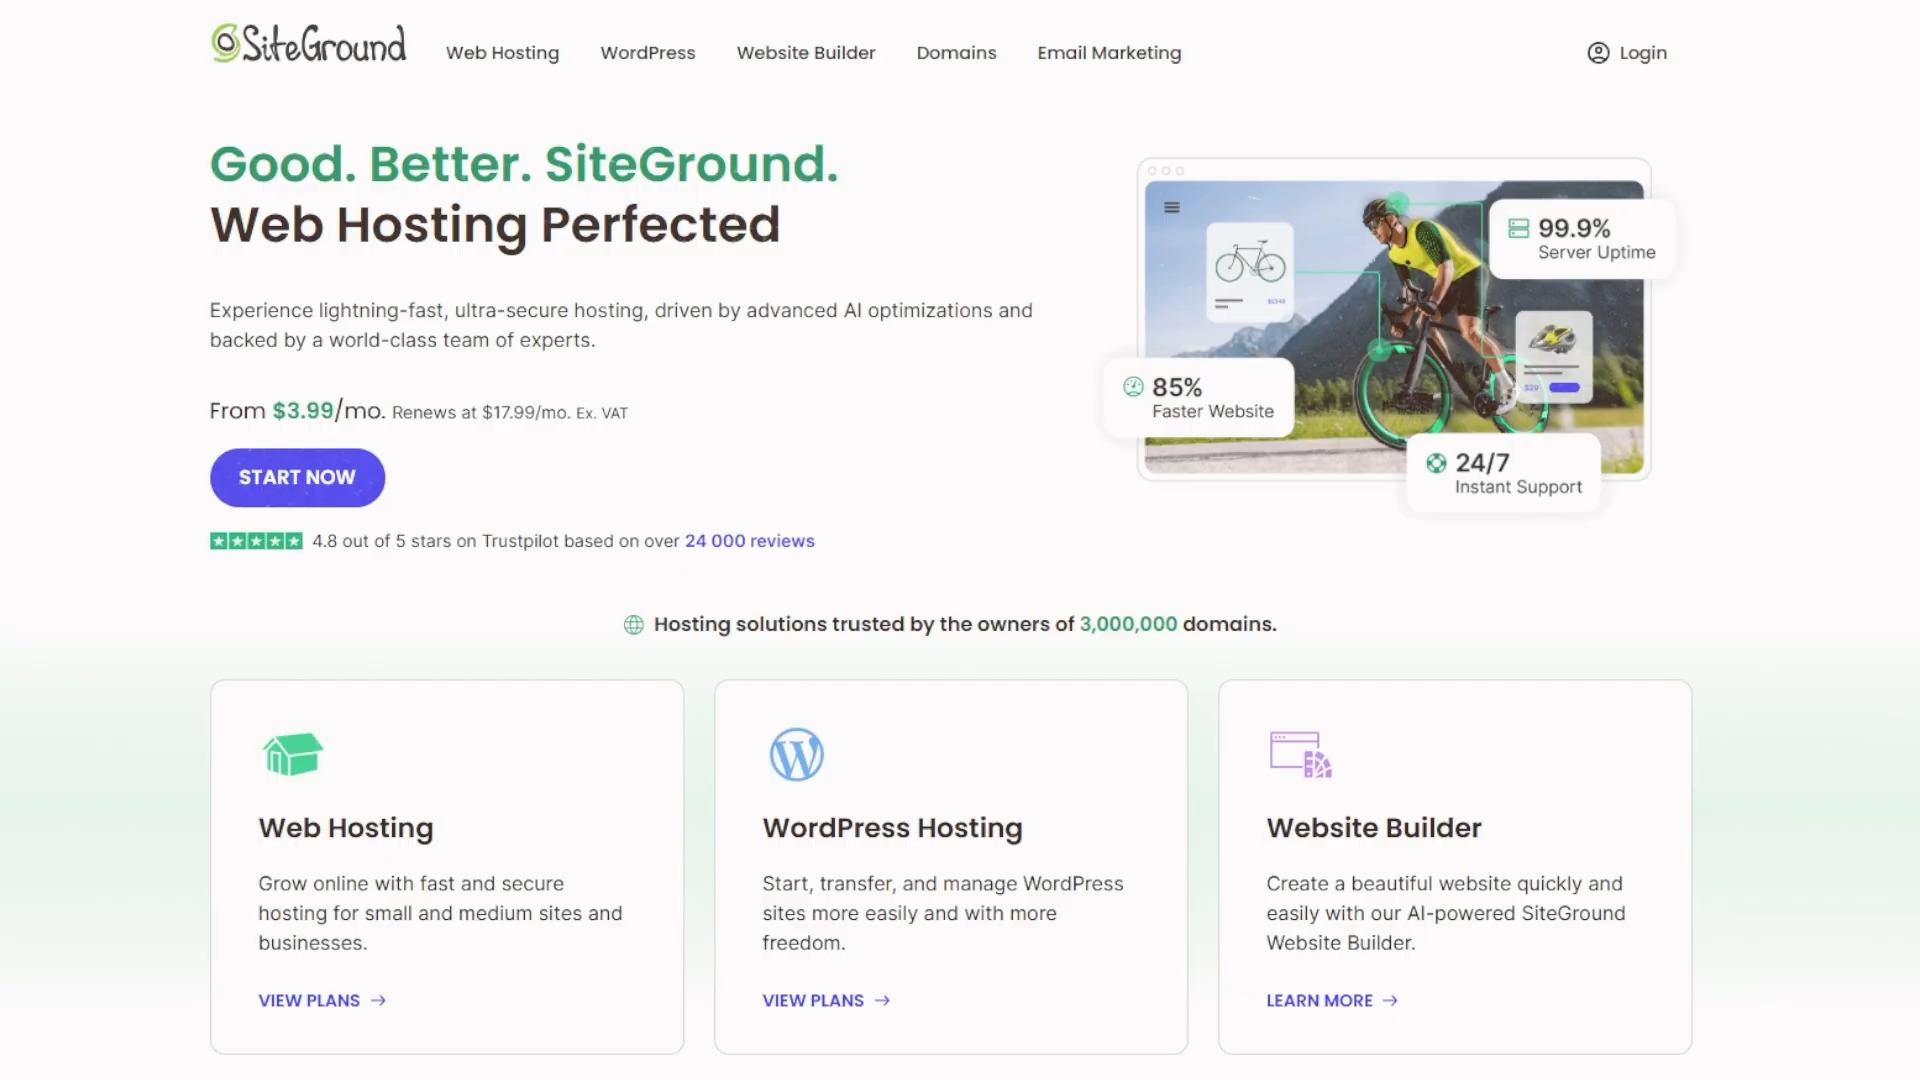 SiteGround
Web Hosting
WordPress
Website Builder
Domains
Email Marketing
Login
Good. Better. SiteGround.
Web Hosting Perfected
Experience lightning-fast, ultra-secure hosting, driven by advanced AI optimizations and
backed by a world-class team of experts.
From $3.99/mo. Renews at $17.99/mo. Ex. VAT
START NOW
4.8 out of 5 stars on Trustpilot based on over 24 000 reviews
99.9%
Server Uptime
85%
Faster Website
$29
24/7
Instant Support
Hosting solutions trusted by the owners of 3,000,000 domains.
Web Hosting
Grow online with fast and secure
hosting for small and medium sites and
businesses.
VIEW PLANS
WordPress Hosting
Start, transfer, and manage WordPress
sites more easily and with more
freedom.
VIEW PLANS
Website Builder
Create a beautiful website quickly and
easily with our AI-powered SiteGround
Website Builder.
LEARN MORE